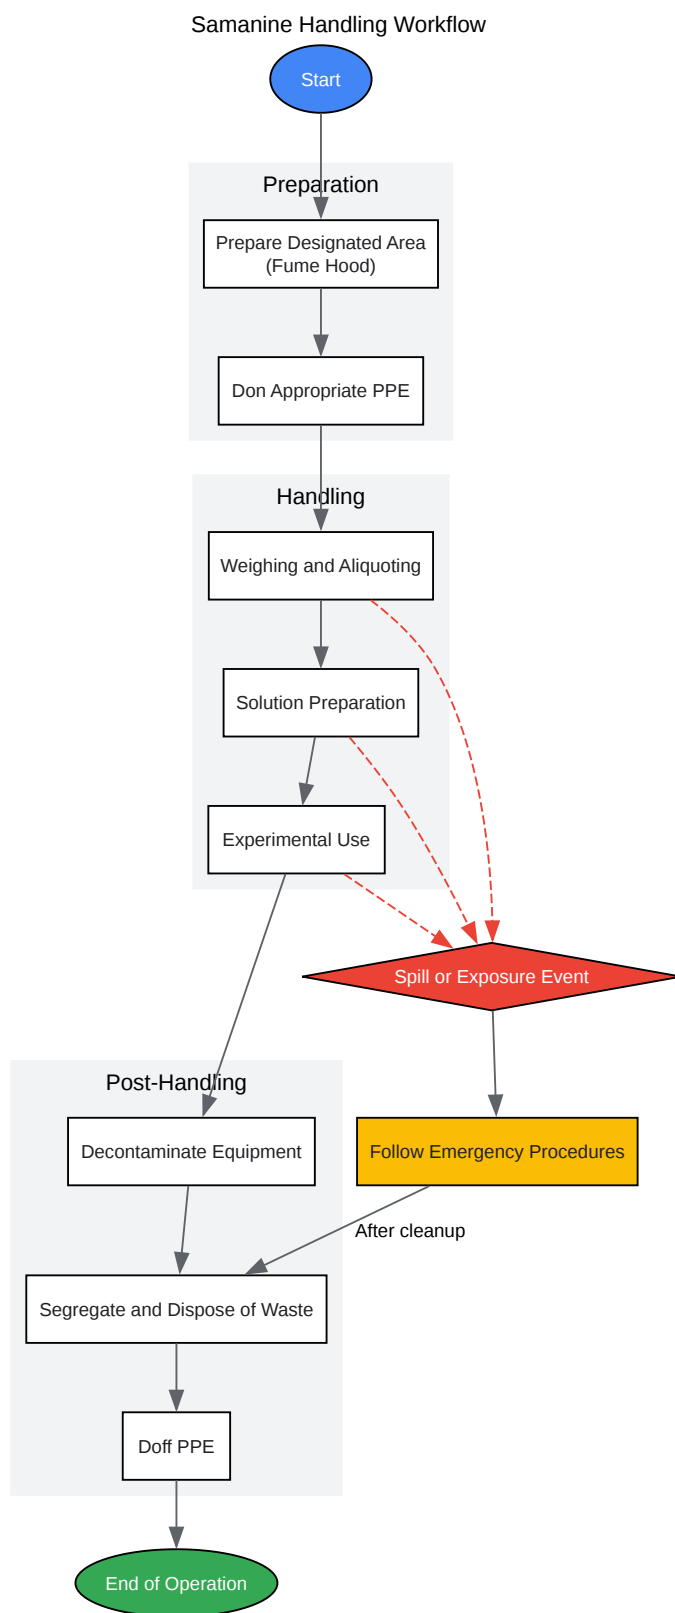 Samanine Handling Workflow
Start
Preparation
Prepare Designated Area
(Fume Hood)
Don Appropriate PPE
Handling
Weighing and Aliquoting
Solution Preparation
Experimental Use
Spill or Exposure Event
Post-Handling
Decontaminate Equipment
Follow Emergency Procedures
After cleanup
Segregate and Dispose of Waste
Doff PPE
End of Operation